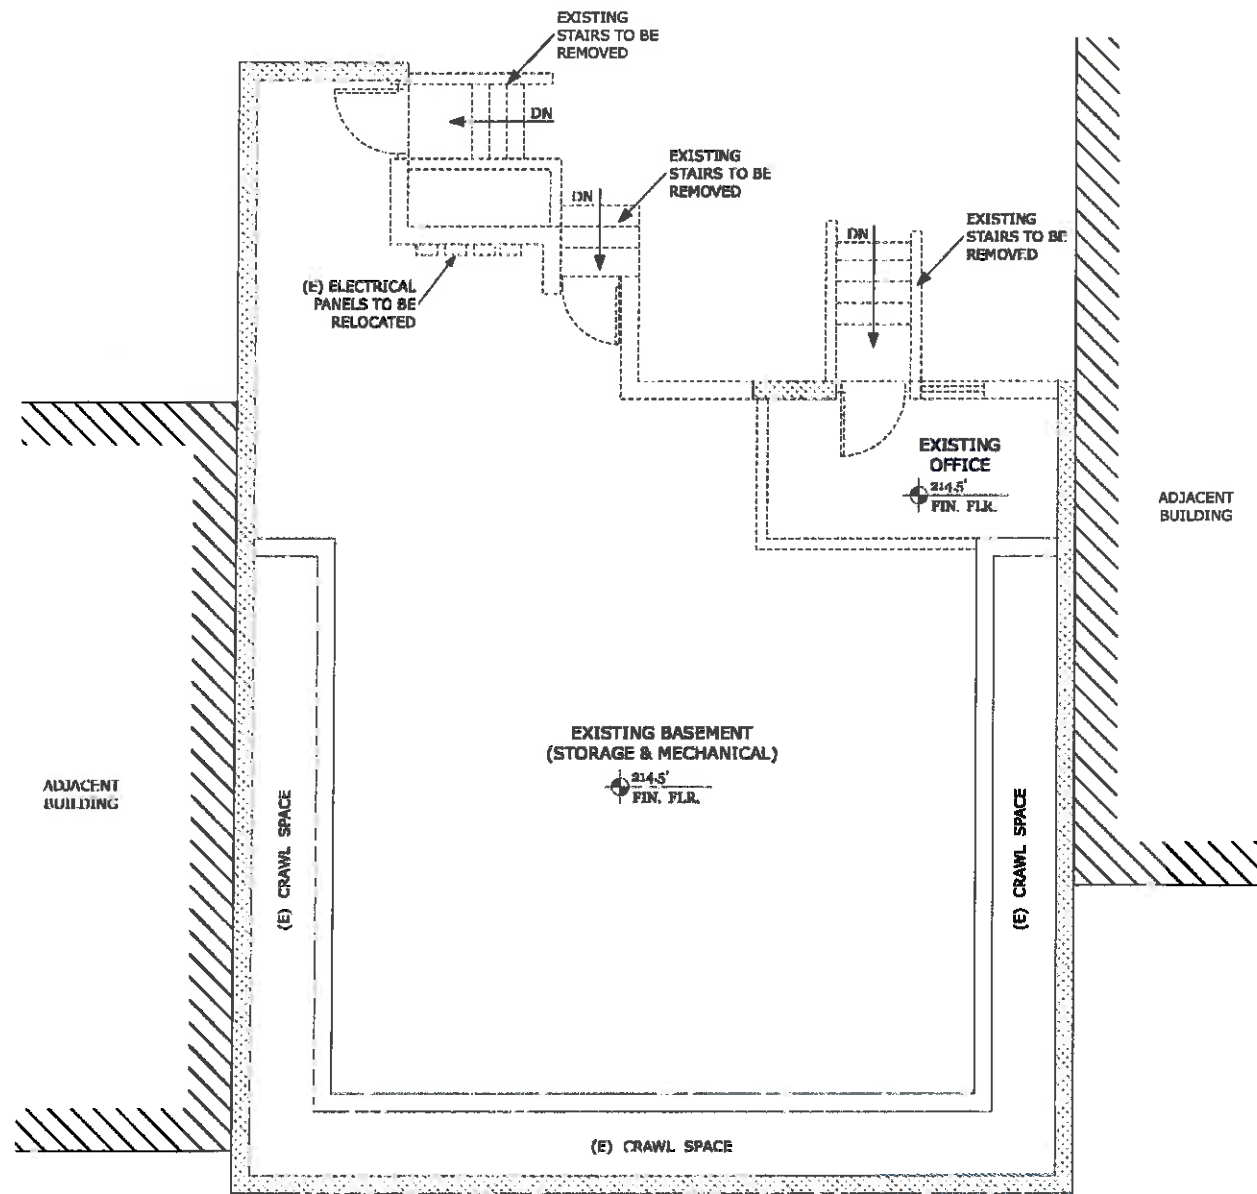 EXISTING
STAIRS TO BE
REMOVED
DN
EXISTING
STAIRS TO BE
REMOVED
DN
EXISTING
STAIRS TO BE
REMOVED
DN
(E) ELECTRICAL
PANELS TO BE
RELOCATED
EXISTING
OFFICE
214.5'
FIN. FLR.
ADJACENT
BUILDING
EXISTING BASEMENT
(STORAGE & MECHANICAL)
214.5'
FIN. FLR.
ADJACENT
BUILDING
(E) CRAWL SPACE
(E) CRAWL SPACE
(E) CRAWL SPACE